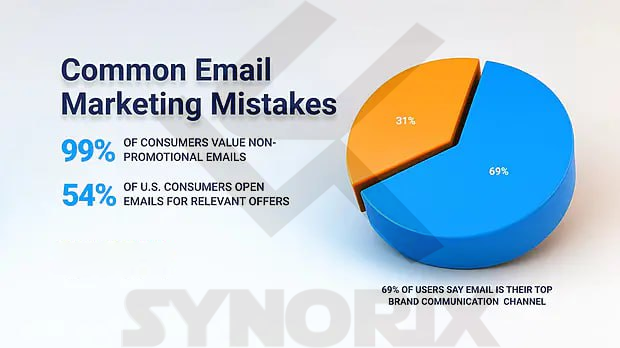 Common Email
Marketing Mistakes
99% OF CONSUMERS VALUE NON-
PROMOTIONAL EMAILS
54% OF U.S. CONSUMERS OPEN
EMAILS FOR RELEVANT OFFERS
31%
69%
69% OF USERS SAY EMAIL IS THEIR TOP
BRAND COMMUNICATION CHANNEL
SYNORIX